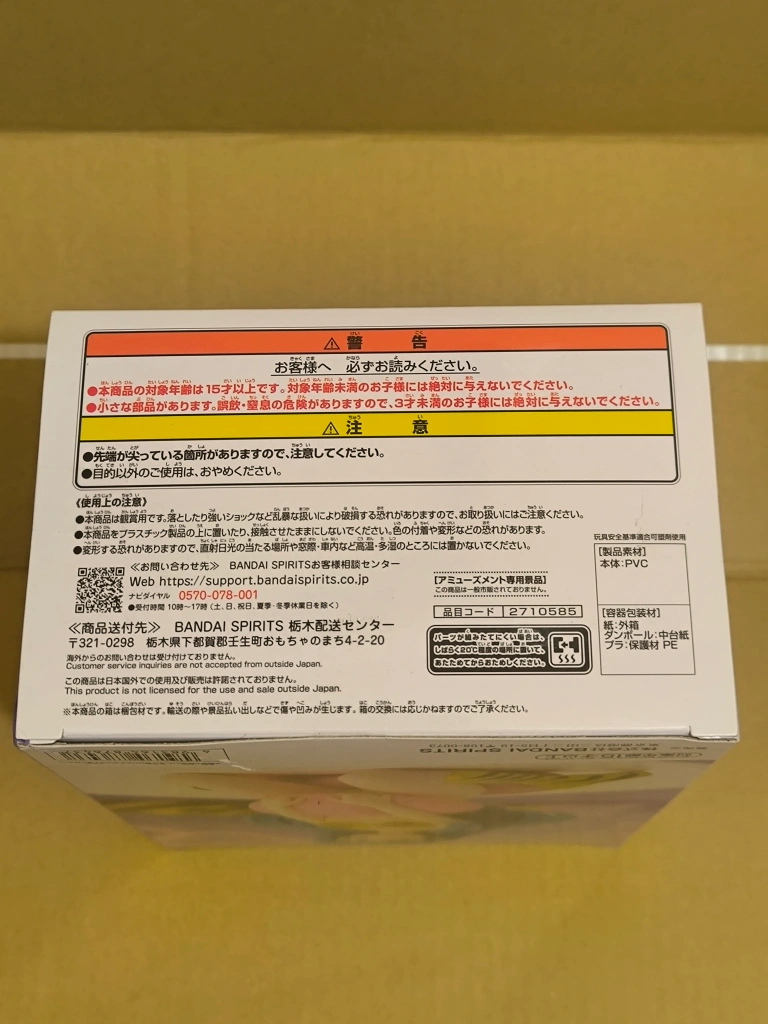 ⚠警 告
お客様へ 必ずお読みください。
●本商品の対象年齢は15才以上です。対象年齢未満のお子様には絶対に与えないでください。
●小さな部品があります。誤飲・窒息の危険がありますので、3才未満のお子様には絶対に与えないでください。
⚠注 意
●先端が尖っている箇所がありますので、注意してください。
●目的以外のご使用は、おやめください。
《使用上の注意》
●本商品は観賞用です。落としたり強いショックなど乱暴な扱いにより破損する恐れがありますので、お取り扱いにはご注意ください。
●本商品をプラスチック製品の上に置いたり、接触させたままにしないでください。色の付着や変形などの恐れがあります。
●変形する恐れがありますので、直射日光の当たる場所や窓際・車内など高温・多湿のところには置かないでください。
≪お問い合わせ先≫ BANDAI SPIRITSお客様相談センター
Web https://support.bandaispirits.co.jp
ナビダイヤル 0570-078-001
●受付時間 10時〜17時(土、日、祝日、夏季・冬季休業日を除く)
≪商品送付先≫ BANDAI SPIRITS 栃木配送センター
〒321-0298 栃木県下都賀郡壬生町おもちゃのまち4-2-20
海外からのお問い合わせは受け付けておりません。
Customer service inquiries are not accepted from outside Japan.
この商品は日本国外での使用及び販売は許諾されておりません。
This product is not licensed for the use and sale outside Japan.
※本商品の箱は梱包材です。輸送の際や景品払い出しなどで傷や凹みが生じます。箱の交換には応じかねますのでご了承ください。
【アミューズメント専用景品】
この商品は一般市販されておりません。
品目コード 2710585
パーツが組みたてにくい場合は、
しばらく20℃程度の場所に置いて、
あたためてからおためしください。
玩具安全基準適合可塑剤使用
【製品素材】
本体:PVC
【容器包装材】
紙:外箱
ダンボール:中台紙
プラ:保護材 PE
株式会社BANDAI SPIRITS
対象年齢15才以上